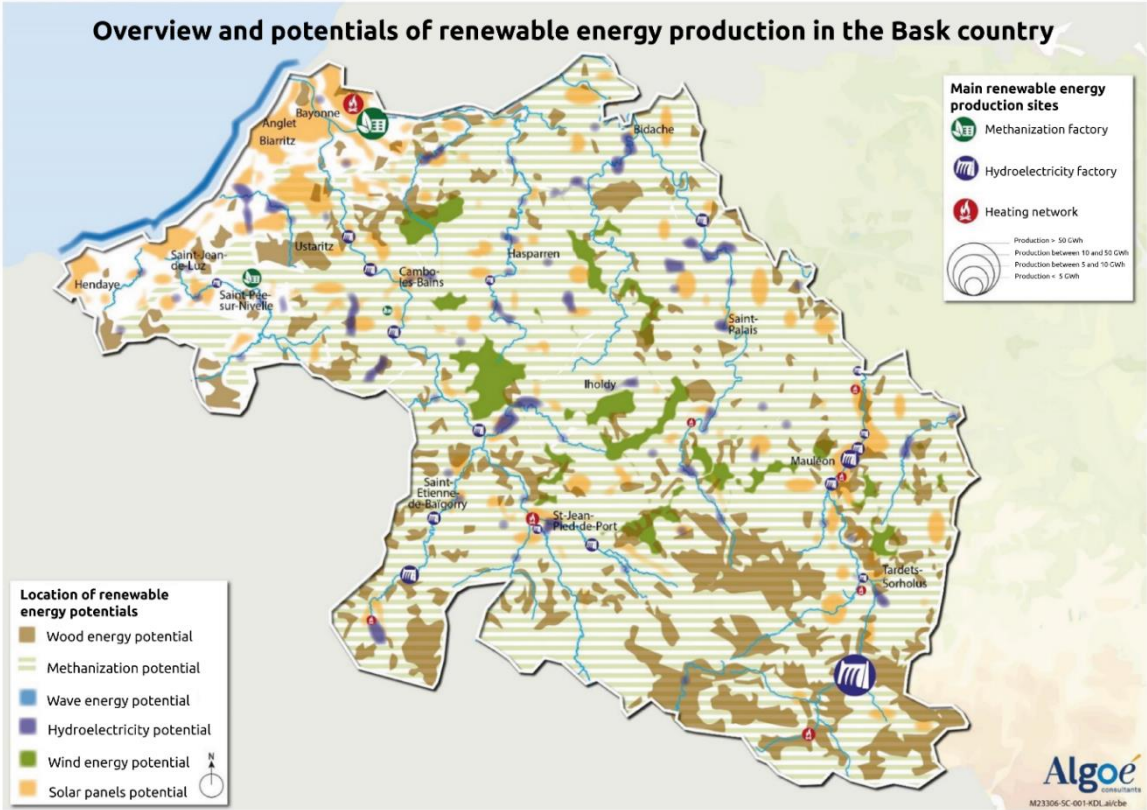 Overview and potentials of renewable energy production in the Bask country
Main renewable energy
production sites
Methanization factory
Hydroelectricity factory
Heating network
Production > 50 GWh
Production between 10 and 50 GWh
Production between 5 and 10 GWh
Production < 5 GWh
Bayonne
Anglet
Biarritz
Bidache
Ustaritz
Saint-Jean-
de-Luz
Hasparren
Cambo-
les-Bains
Hendaye
Saint-Pée-
sur-Nivelle
Saint-
Palais
Iholdy
Mauléon
Saint-
Etienne-
de-Baïgorry
St-Jean-
Pied-de-Port
Tardets-
Sorholus
Location of renewable
energy potentials
Wood energy potential
Methanization potential
Wave energy potential
Hydroelectricity potential
Wind energy potential
Solar panels potential
N
Algoé
consultants
M23306-SC-001-KDL.ai/cbe